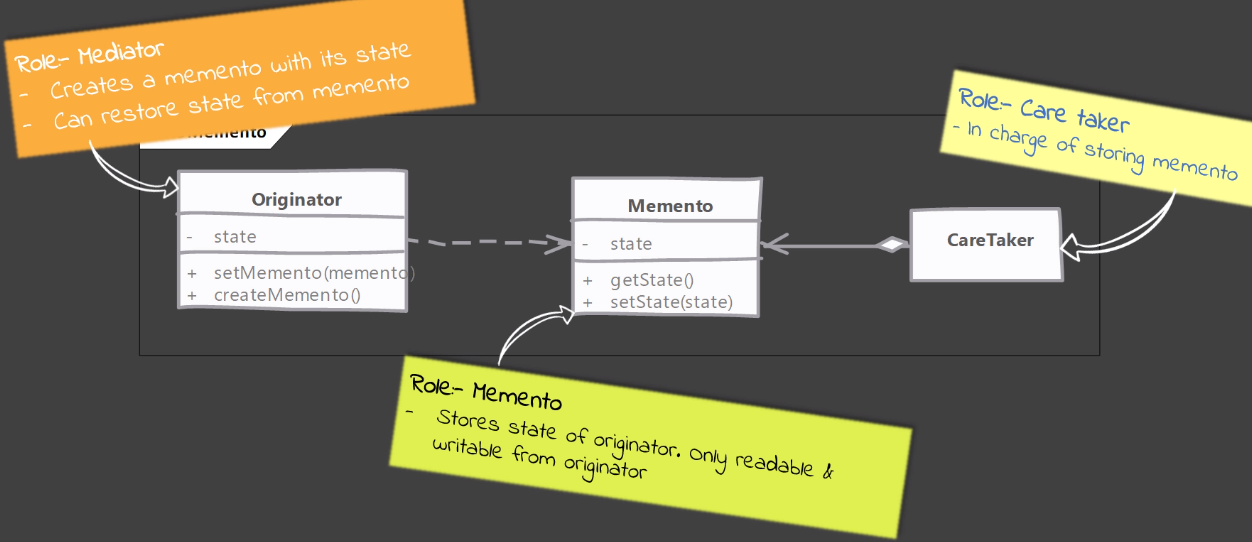 Role:- Mediator
- Creates a memento with its state
- Can restore state from memento
Role:- Care taker
- In charge of storing memento
Originator
- state
+ setMemento(memento)
+ createMemento()
Memento
- state
+ getState()
+ setState(state)
CareTaker
Role:- Memento
- Stores state of originator. Only readable &
writable from originator